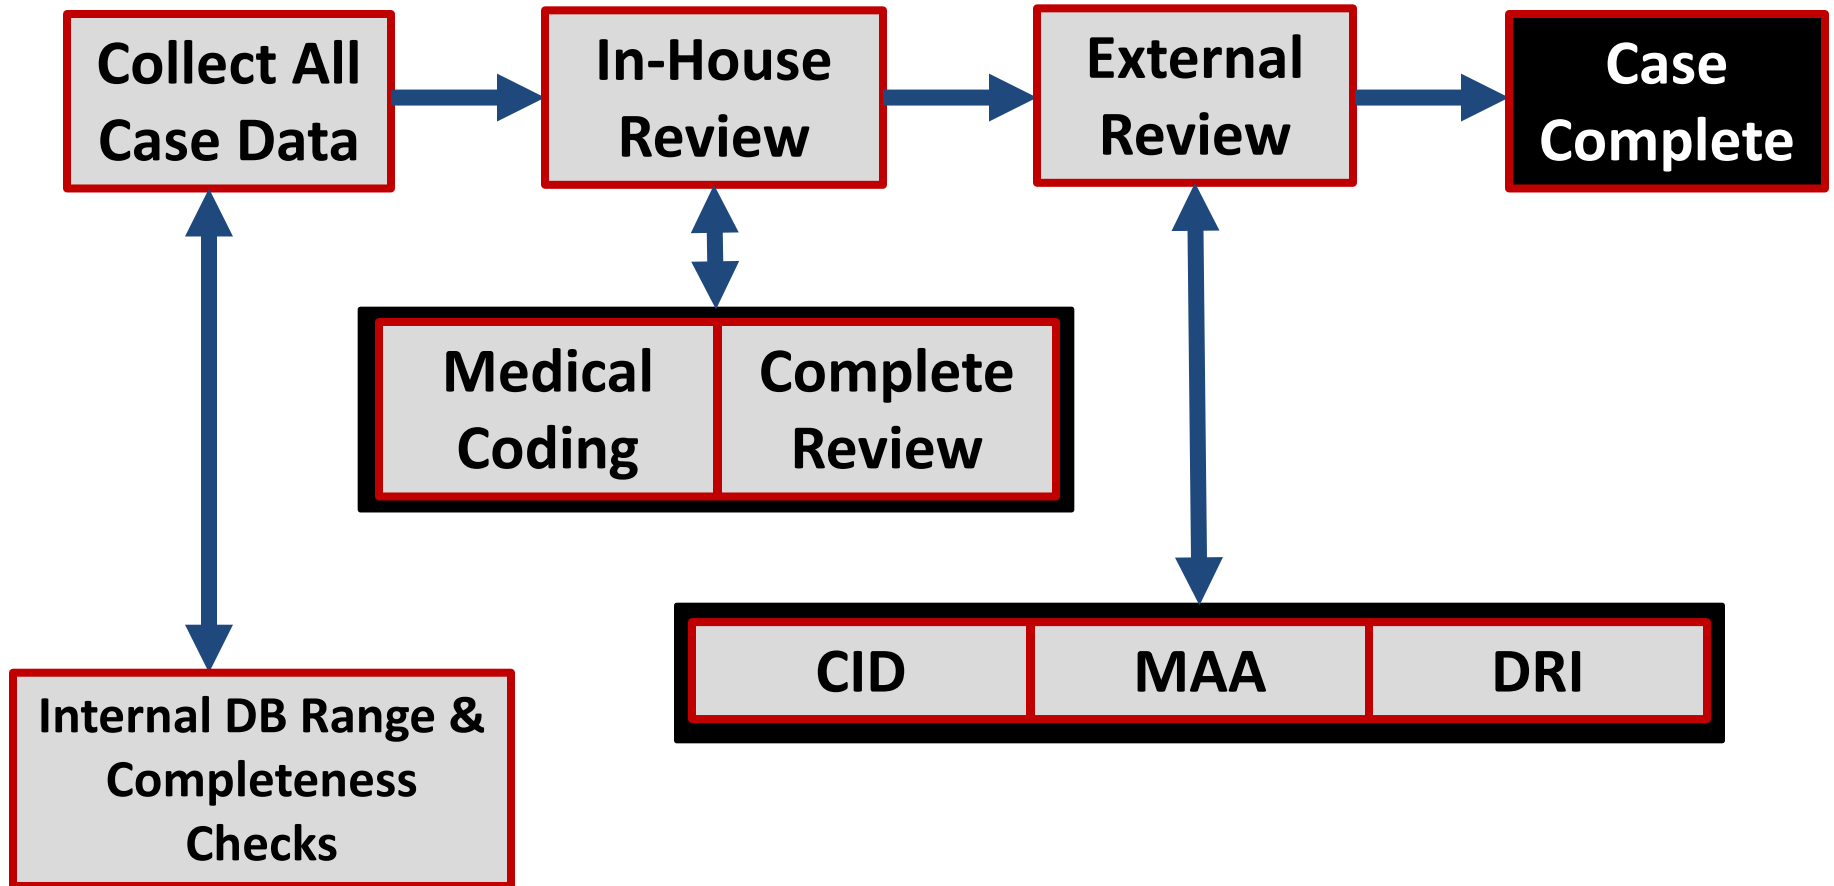 Collect All
Case Data
In-House
Review
External
Review
Case
Complete
Medical
Coding
Complete
Review
CID
MAA
DRI
Internal DB Range &
Completeness
Checks